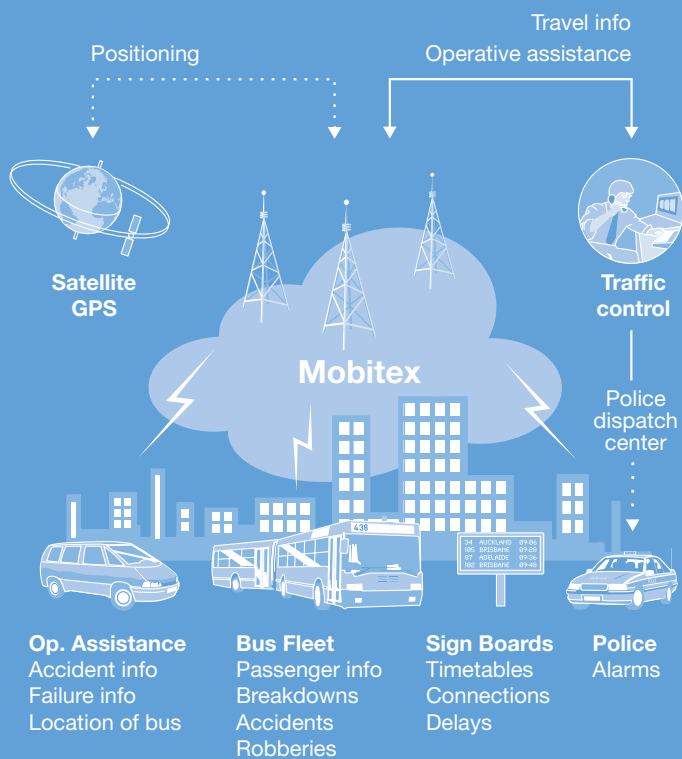 Travel info
Positioning
Operative assistance
Satellite
GPS
Traffic
control
Mobitex
Police
dispatch
center
438
34 AUCKLAND 09:06
105 BRISBANE 09:28
87 ADELAIDE 09:36
102 BRISBANE 09:48
Op. Assistance
Accident info
Failure info
Location of bus
Bus Fleet
Passenger info
Breakdowns
Accidents
Robberies
Sign Boards
Timetables
Connections
Delays
Police
Alarms